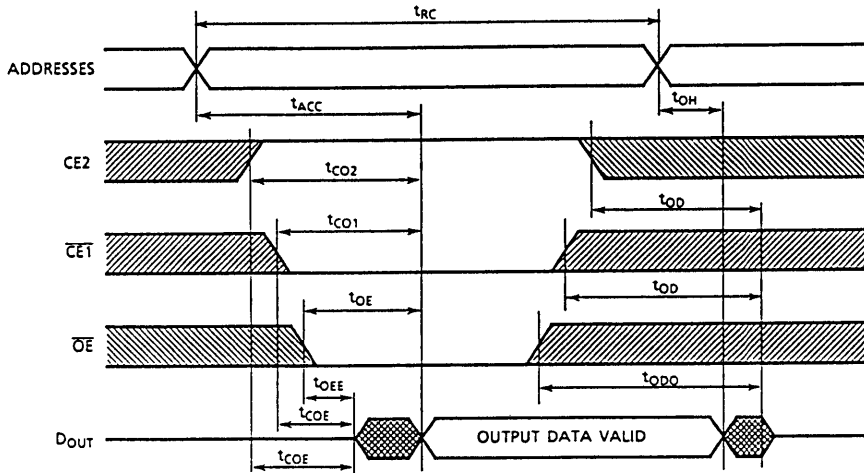 tRC
ADDRESSES
tACC
tOH
CE2
tCO2
tOD
tCO1
CE1
tOD
tOE
OE
tOEE
tODO
tCOE
DOUT
OUTPUT DATA VALID
tCOE